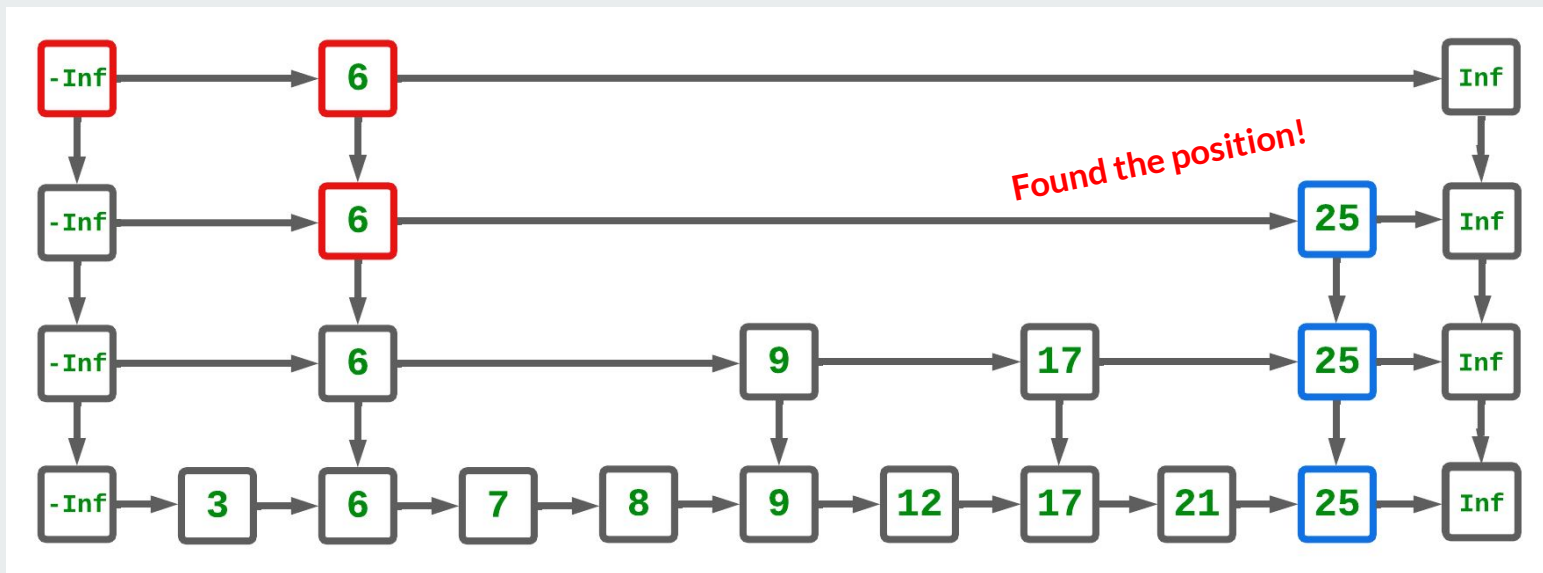 -Inf 6 Inf
Found the position!
-Inf 6 25 Inf
-Inf 6 9 17 25 Inf
-Inf 3 6 7 8 9 12 17 21 25 Inf